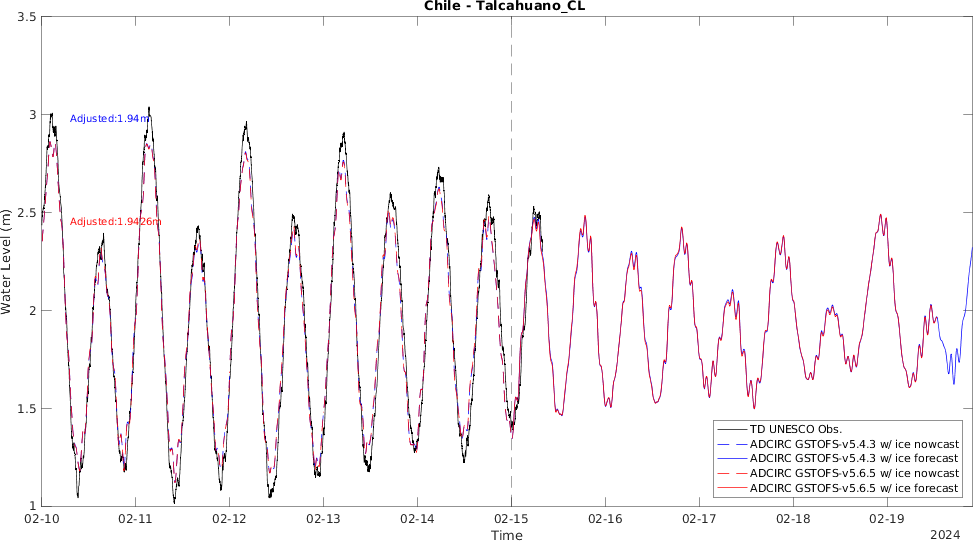 Chile - Talcahuano_CL
3.5
3
2.5
2
1.5
1
Water Level (m)
Adjusted:1.94m
Adjusted:1.9426m
TD UNESCO Obs.
ADCIRC GSTOFS-v5.4.3 w/ ice nowcast
ADCIRC GSTOFS-v5.4.3 w/ ice forecast
ADCIRC GSTOFS-v5.6.5 w/ ice nowcast
ADCIRC GSTOFS-v5.6.5 w/ ice forecast
02-10 02-11 02-12 02-13 02-14 02-15 02-16 02-17 02-18 02-19
Time
2024